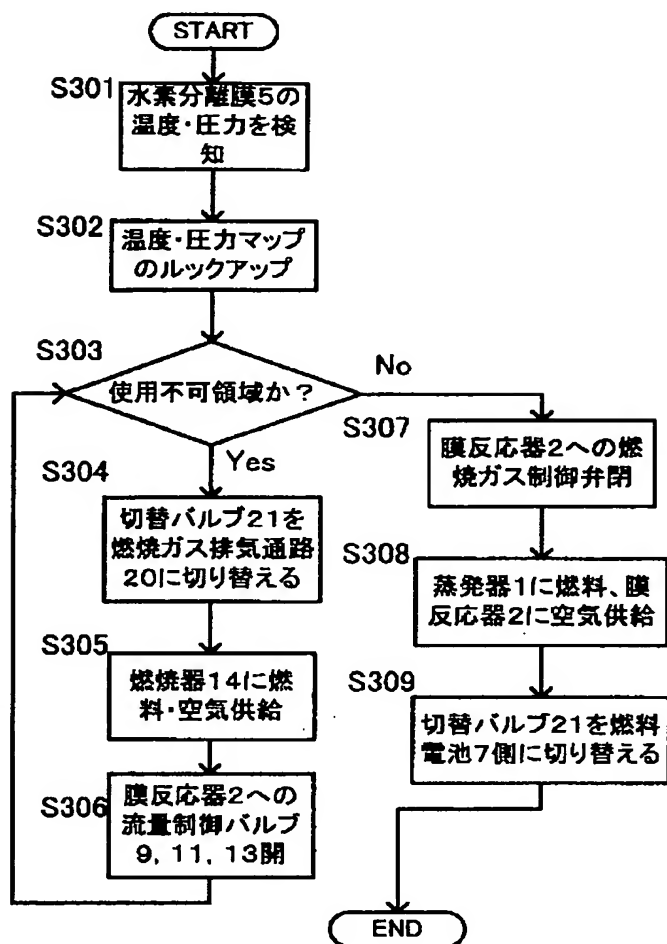 START
S301
水素分離膜5の
温度・圧力を検
知
S302
温度・圧力マップ
のルックアップ
S303
使用不可領域か？
No
Yes
S304
切替バルブ21を
燃焼ガス排気通路
20に切り替える
S305
燃焼器14に燃
料・空気供給
S306
膜反応器2への
流量制御バルブ
9, 11, 13開
S307
膜反応器2への燃
焼ガス制御弁閉
S308
蒸発器1に燃料、膜
反応器2に空気供給
S309
切替バルブ21を燃料
電池7側に切り替える
END